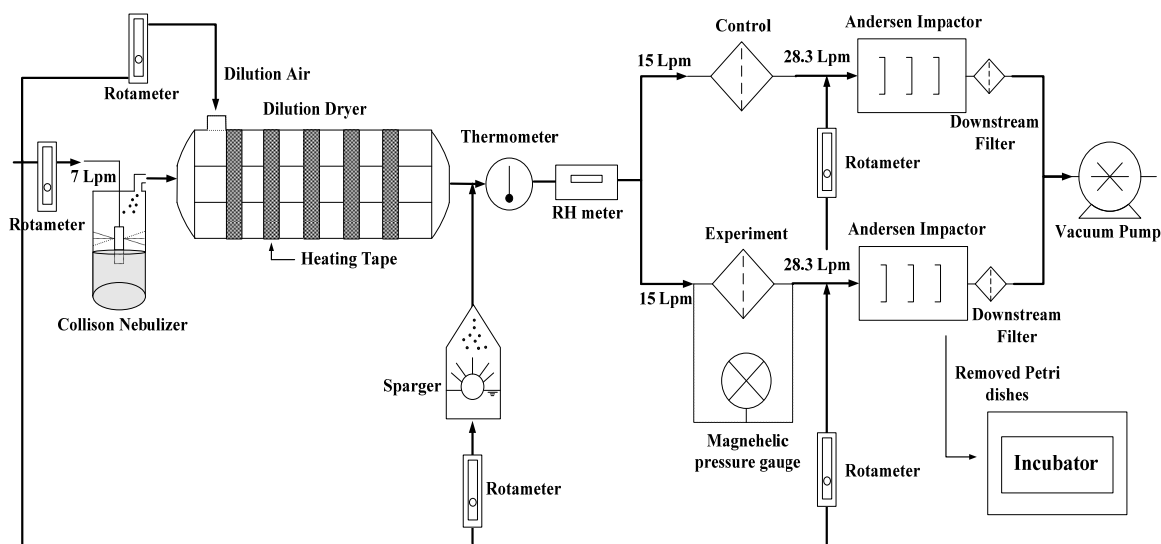 Rotameter
Dilution Air
Dilution Dryer
7 Lpm
Rotameter
Heating Tape
Collison Nebulizer
Thermometer
RH meter
Sparger
Rotameter
Control
15 Lpm
28.3 Lpm
Andersen Impactor
Downstream
Filter
Rotameter
Vacuum Pump
Experiment
15 Lpm
28.3 Lpm
Andersen Impactor
Downstream
Filter
Magnehelic
pressure gauge
Rotameter
Removed Petri
dishes
Incubator